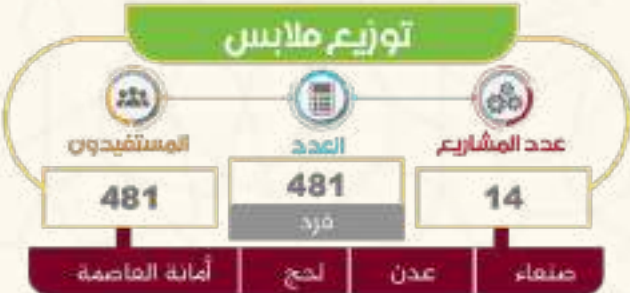 توزيع ملابس
عدد المشاريع العدد المستفيدون
14 481 481
فرد
صنعاء عدن لحج أمانة العاصمة